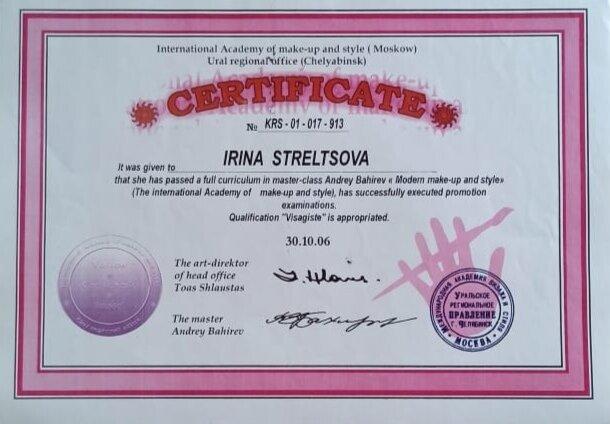 International Academy of make-up and style ( Moskow)
Ural regional office (Chelyabinsk)
CERTIFICATE
№ KRS - 01 - 017 - 913
It was given to IRINA STRELTSOVA
that she has passed a full curriculum in master-class Andrey Bahirev « Modern make-up and style»
(The international Academy of make-up and style), has successfully executed promotion
examinations.
Qualification "Visagiste" is appropriated.
30.10.06
The art-direktor
of head office
Toas Shlaustas
The master
Andrey Bahirev
МЕЖДУНАРОДНАЯ АКАДЕМИЯ ВИЗАЖА И СТИЛЯ
УРАЛЬСКОЕ
РЕГИОНАЛЬНОЕ
ПРАВЛЕНИЕ
Г. ЧЕЛЯБИНСК
МОСКВА